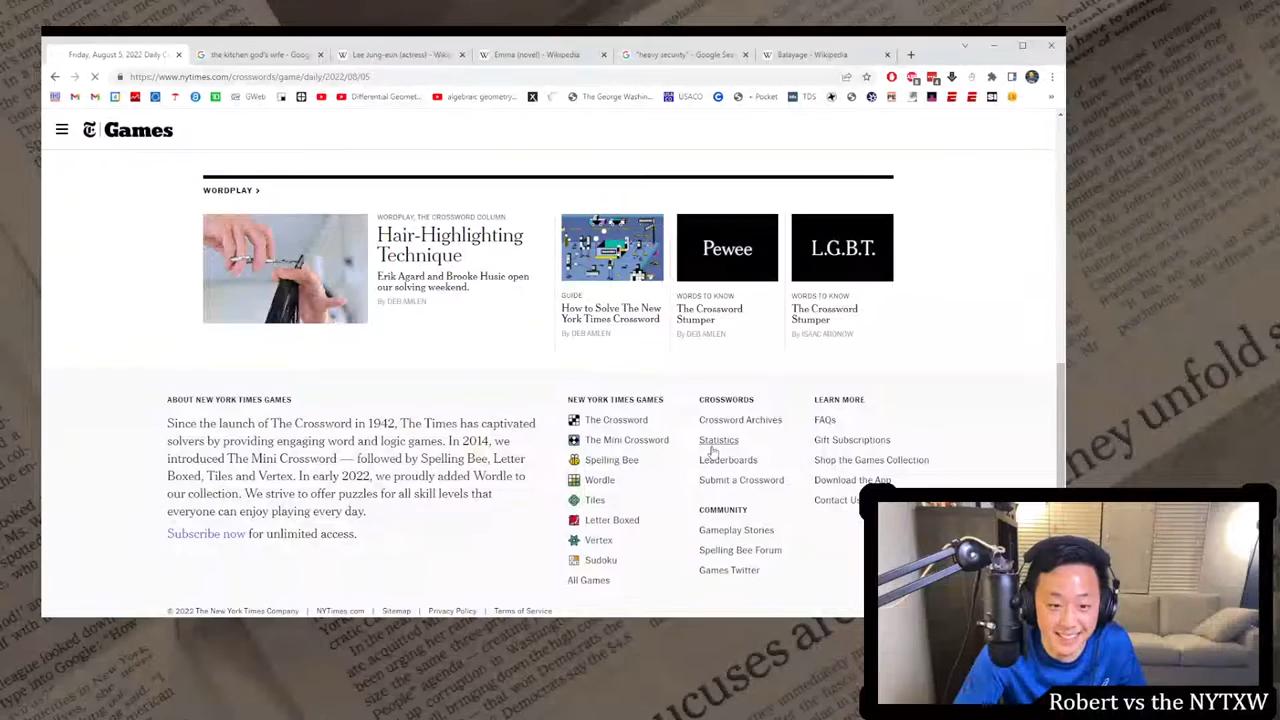 Friday, August 5, 2022 Daily C
the kitchen god's wife - Goog
Lee Jung-eun (actress) - Wiki
Emma (novel) - Wikipedia
"heavy security" - Google Sea
Balayage - Wikipedia
https://www.nytimes.com/crosswords/game/daily/2022/08/05
GWeb
Differential Geomet...
algebraic geometry...
The George Washin...
USACO
+ Pocket
TDS
Games
WORDPLAY >
WORDPLAY, THE CROSSWORD COLUMN
Hair-Highlighting
Technique
Erik Agard and Brooke Husic open
our solving weekend.
By DEB AMLEN
GUIDE
How to Solve The New
York Times Crossword
By DEB AMLEN
Pewee
WORDS TO KNOW
The Crossword
Stumper
By DEB AMLEN
L.G.B.T.
WORDS TO KNOW
The Crossword
Stumper
By ISAAC ARONOW
ABOUT NEW YORK TIMES GAMES
Since the launch of The Crossword in 1942, The Times has captivated
solvers by providing engaging word and logic games. In 2014, we
introduced The Mini Crossword — followed by Spelling Bee, Letter
Boxed, Tiles and Vertex. In early 2022, we proudly added Wordle to
our collection. We strive to offer puzzles for all skill levels that
everyone can enjoy playing every day.
Subscribe now for unlimited access.
NEW YORK TIMES GAMES
The Crossword
The Mini Crossword
Spelling Bee
Wordle
Tiles
Letter Boxed
Vertex
Sudoku
All Games
CROSSWORDS
Crossword Archives
Statistics
Leaderboards
Submit a Crossword
COMMUNITY
Gameplay Stories
Spelling Bee Forum
Games Twitter
LEARN MORE
FAQs
Gift Subscriptions
Shop the Games Collection
Download the App
Contact Us
© 2022 The New York Times Company | NYTimes.com | Sitemap | Privacy Policy | Terms of Service
Robert vs the NYTXW